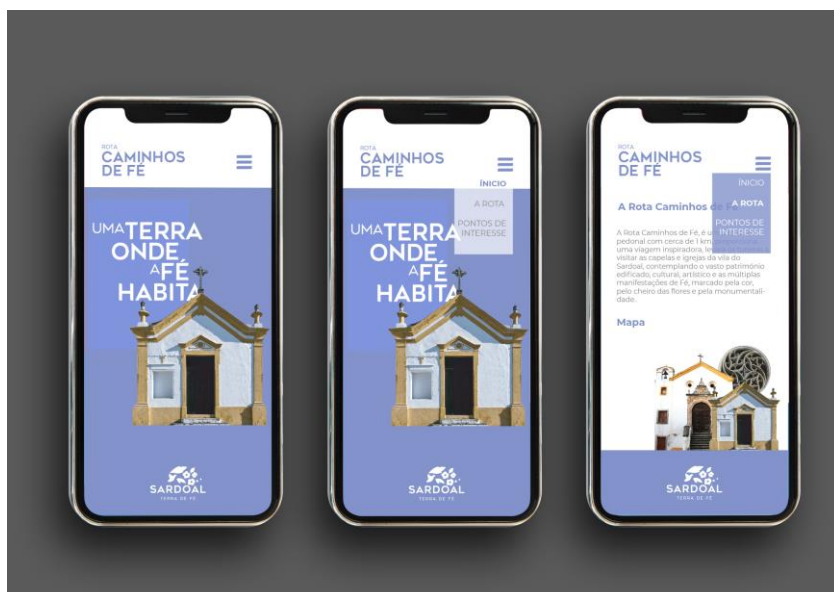 ROTA
CAMINHOS
DE FÉ
UMA TERRA
ONDE
A FÉ
HABITA
SARDOAL
TERRA DE FÉ
ROTA
CAMINHOS
DE FÉ
ÍNICIO
A ROTA
PONTOS DE
INTERESSE
UMA TERRA
ONDE
A FÉ
HABITA
SARDOAL
TERRA DE FÉ
ROTA
CAMINHOS
DE FÉ
ÍNICIO
A ROTA
PONTOS DE
INTERESSE
A Rota Caminhos de Fé
A Rota Caminhos de Fé, é
pedonal com cerca de 1 km,
uma viagem inspiradora,
visitar as capelas e igrejas da vila do
Sardoal, contemplando o vasto património
edificado, cultural, artístico e as múltiplas
manifestações de Fé, marcado pela cor,
pelo cheiro das flores e pela monumentali-
dade.
Mapa
SARDOAL
TERRA DE FÉ